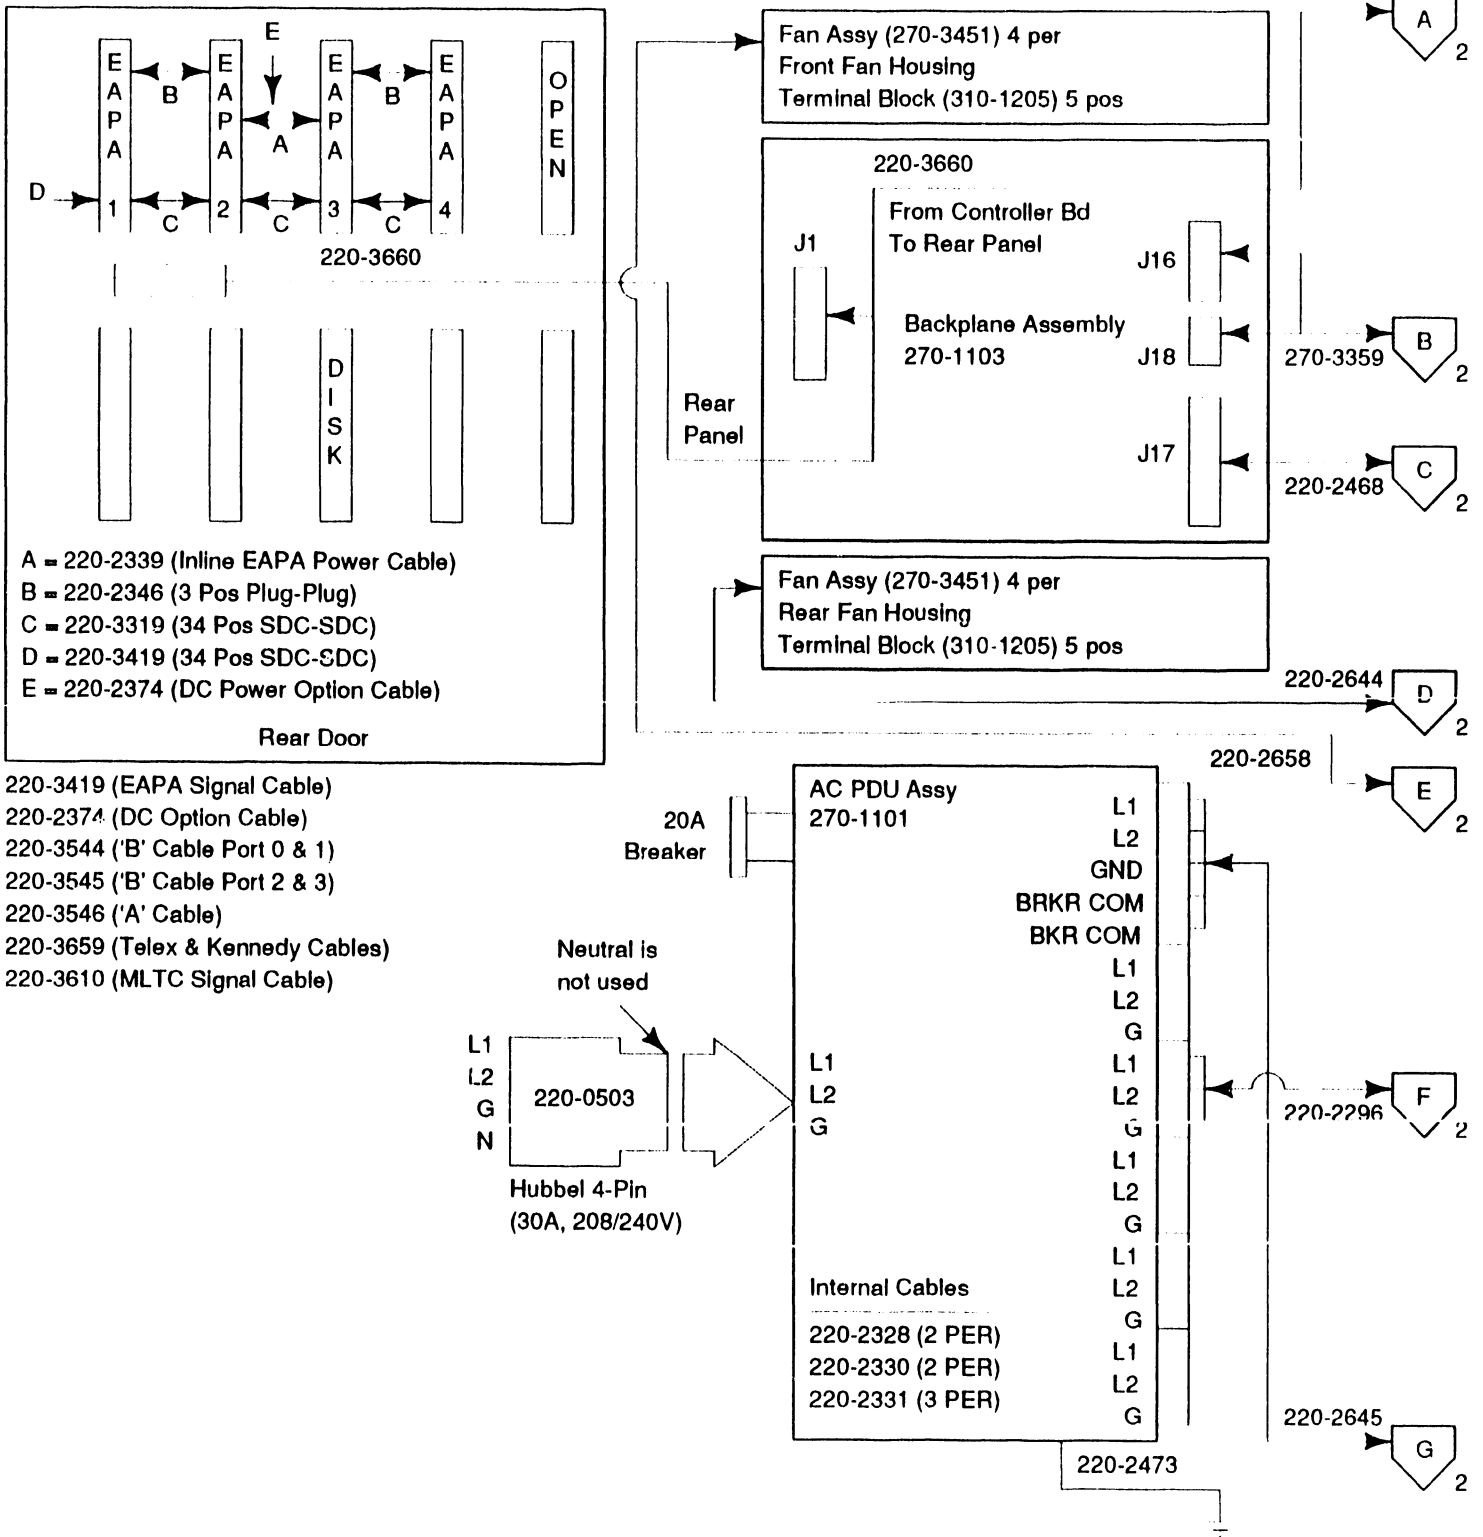 E
EAPA 1
EAPA 2
EAPA 3
EAPA 4
OPEN
B
B
A
D
C
C
C
220-3660
DISK
A = 220-2339 (Inline EAPA Power Cable)
B = 220-2346 (3 Pos Plug-Plug)
C = 220-3319 (34 Pos SDC-SDC)
D = 220-3419 (34 Pos SDC-SDC)
E = 220-2374 (DC Power Option Cable)
Rear Door
220-3419 (EAPA Signal Cable)
220-2374 (DC Option Cable)
220-3544 ('B' Cable Port 0 & 1)
220-3545 ('B' Cable Port 2 & 3)
220-3546 ('A' Cable)
220-3659 (Telex & Kennedy Cables)
220-3610 (MLTC Signal Cable)
Fan Assy (270-3451) 4 per
Front Fan Housing
Terminal Block (310-1205) 5 pos
220-3660
From Controller Bd
To Rear Panel
J1
J16
Backplane Assembly
270-1103
J18
J17
Rear
Panel
Fan Assy (270-3451) 4 per
Rear Fan Housing
Terminal Block (310-1205) 5 pos
A
2
B
270-3359
2
C
220-2468
2
220-2644
D
2
220-2658
E
2
20A
Breaker
AC PDU Assy
270-1101
L1
L2
GND
BRKR COM
BKR COM
L1
L2
G
L1
L2
G
L1
L2
G
L1
L2
G
L1
L2
G
Neutral is
not used
L1
L2
G
N
220-0503
Hubbel 4-Pin
(30A, 208/240V)
L1
L2
G
F
220-2296
2
Internal Cables
220-2328 (2 PER)
220-2330 (2 PER)
220-2331 (3 PER)
220-2645
G
2
220-2473